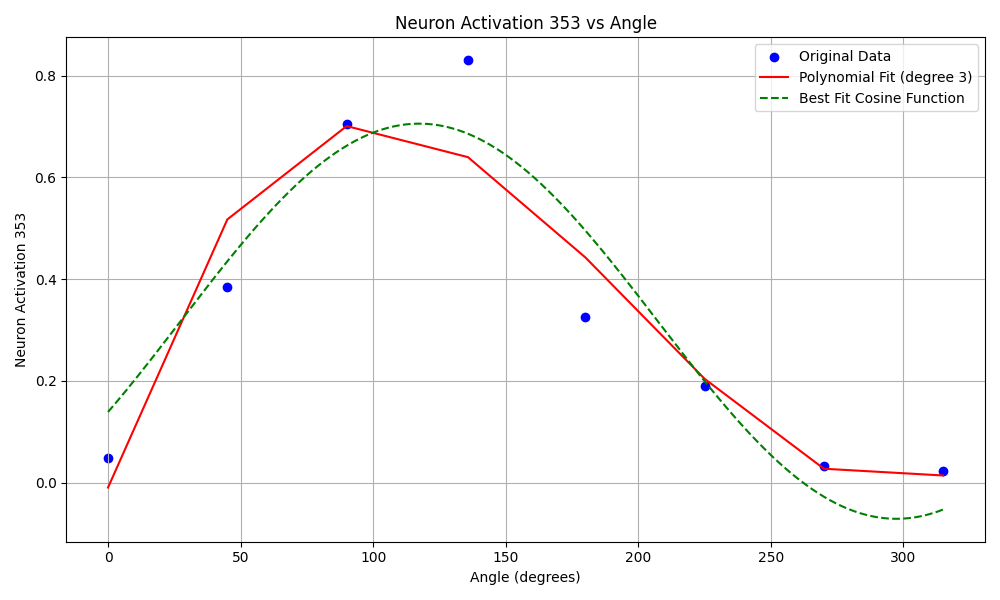 Neuron Activation 353 vs Angle
Original Data
Polynomial Fit (degree 3)
Best Fit Cosine Function
Neuron Activation 353
0.8
0.6
0.4
0.2
0.0
0 50 100 150 200 250 300
Angle (degrees)